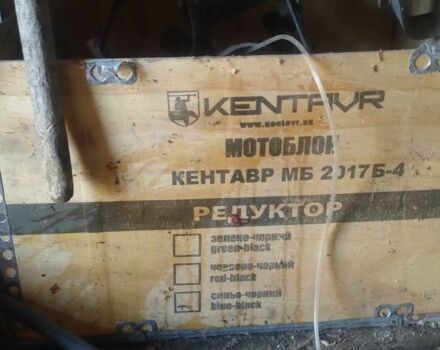 KENTAVR
www.kentavr.ua
МОТОБЛОК
КЕНТАВР МБ 2017Б-4
РЕДУКТОР
зелено-чорний
green-black
червоно-чорний
red-black
синьо-чорний
blue-black